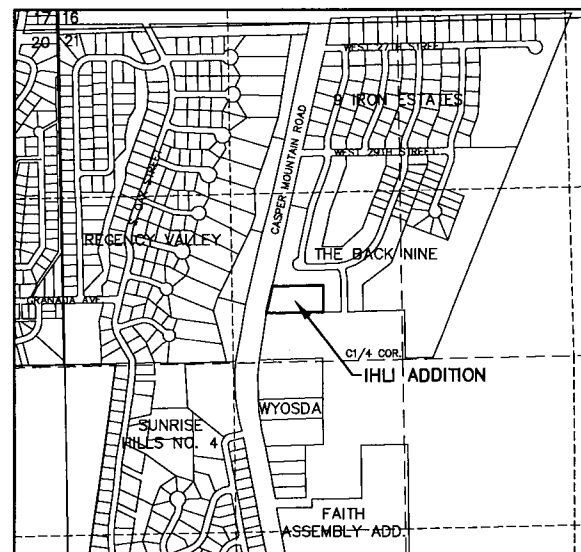 17 16
20 21
WEST 27TH STREET
9 IRON ESTATES
CASPER MOUNTAIN ROAD
WEST 29TH STREET
REGENCY VALLEY
THE BACK NINE
GRANADA AVE
C1/4 COR.
IHLI ADDITION
WYOSDA
SUNRISE
HILLS NO. 4
FAITH
ASSEMBLY ADD.